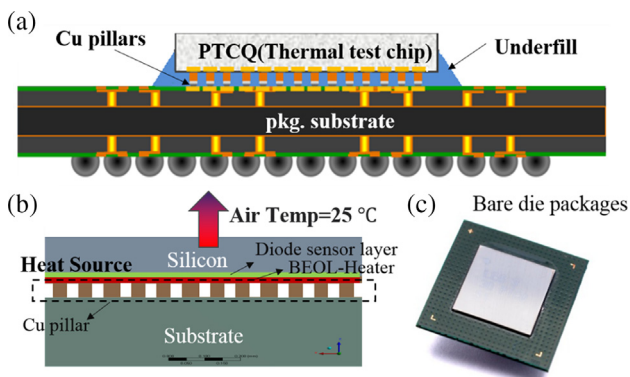 (a)
Cu pillars
PTCQ(Thermal test chip)
Underfill
pkg. substrate
(b)
Air Temp=25 ℃
(c)
Bare die packages
Diode sensor layer
Silicon
Heat Source
BEOL-Heater
Cu pillar
Substrate